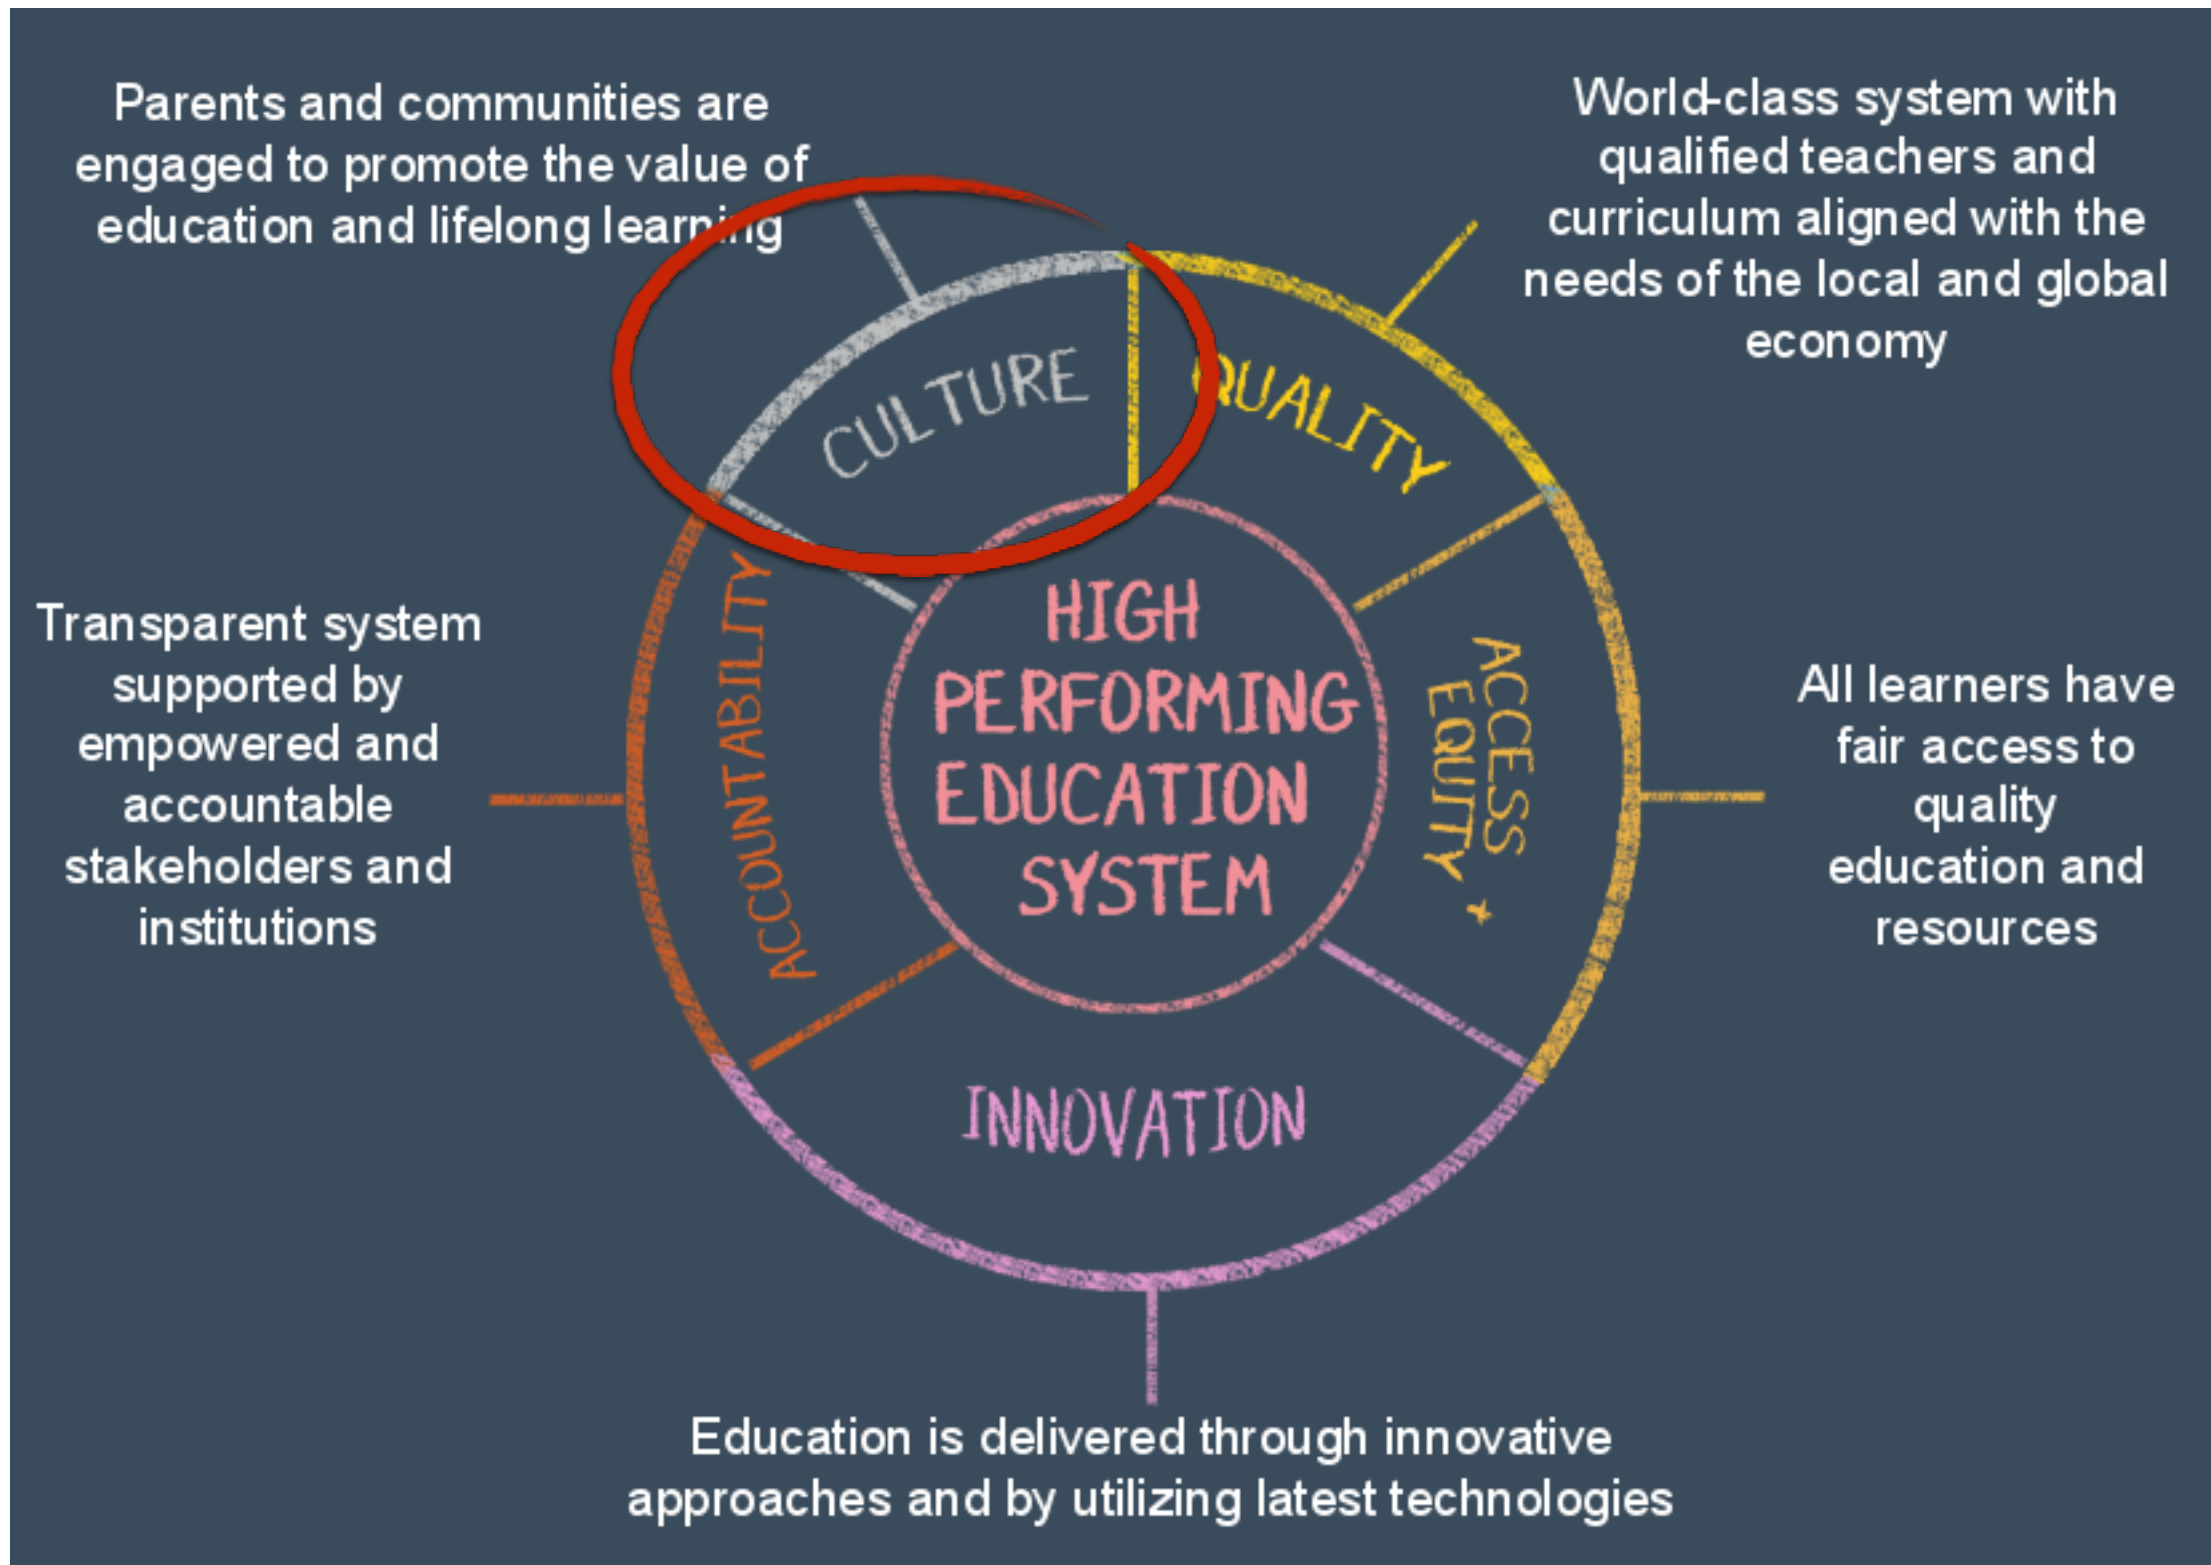 Parents and communities are
engaged to promote the value of
education and lifelong learning
World-class system with
qualified teachers and
curriculum aligned with the
needs of the local and global
economy
CULTURE
QUALITY
Transparent system
supported by
empowered and
accountable
stakeholders and
institutions
ACCOUNTABILITY
HIGH
PERFORMING
EDUCATION
SYSTEM
ACCESS
EQUITY +
All learners have
fair access to
quality
education and
resources
INNOVATION
Education is delivered through innovative
approaches and by utilizing latest technologies